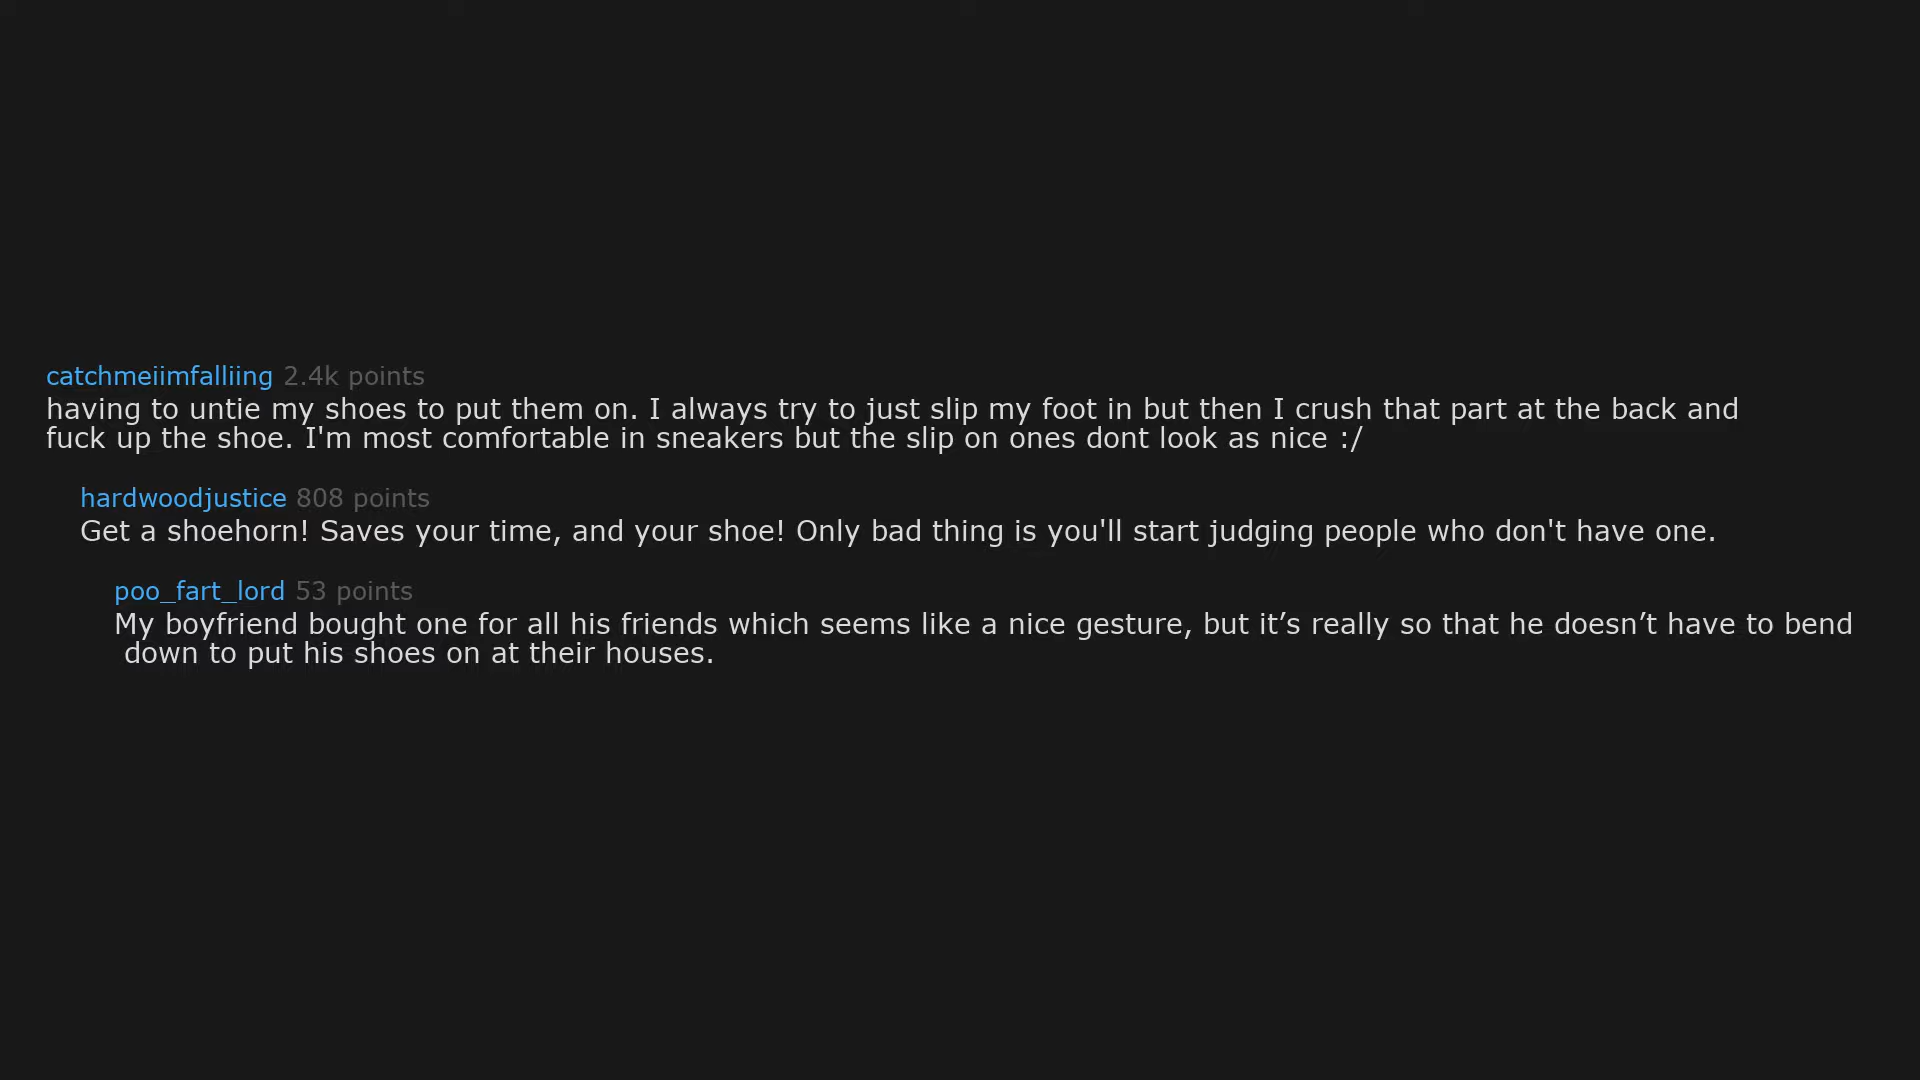 catchmeiimfalliing 2.4k points
having to untie my shoes to put them on. I always try to just slip my foot in but then I crush that part at the back and
fuck up the shoe. I'm most comfortable in sneakers but the slip on ones dont look as nice :/
hardwoodjustice 808 points
Get a shoehorn! Saves your time, and your shoe! Only bad thing is you'll start judging people who don't have one.
poo_fart_lord 53 points
My boyfriend bought one for all his friends which seems like a nice gesture, but it’s really so that he doesn’t have to bend
down to put his shoes on at their houses.